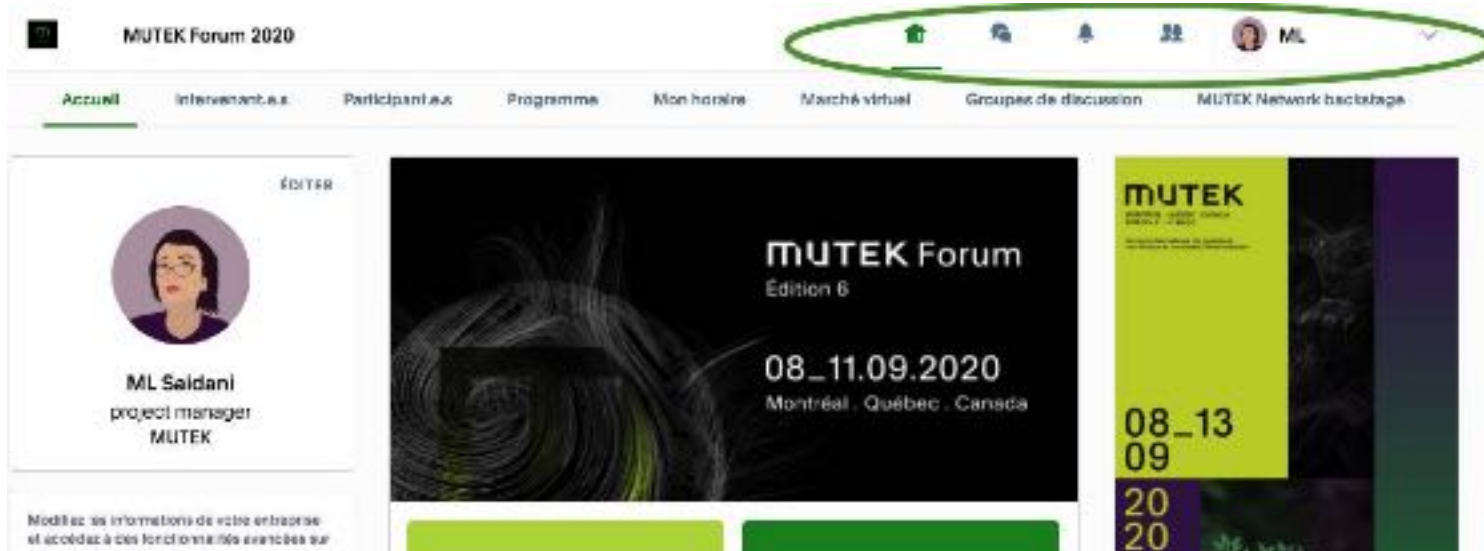 MUTEK Forum 2020
ML
Accueil Intervenant.e.s Participant.e.s Programme Mon horaire Marché virtuel Groupes de discussion MUTEK Network backstage
ÉDITER
ML Saidani
project manager
MUTEK
Modifiez les informations de votre entreprise
et accédez à des fonctionnalités avancées sur
MUTEK Forum
Édition 6
08_11.09.2020
Montréal . Québec . Canada
MUTEK
08_13
09
20
20